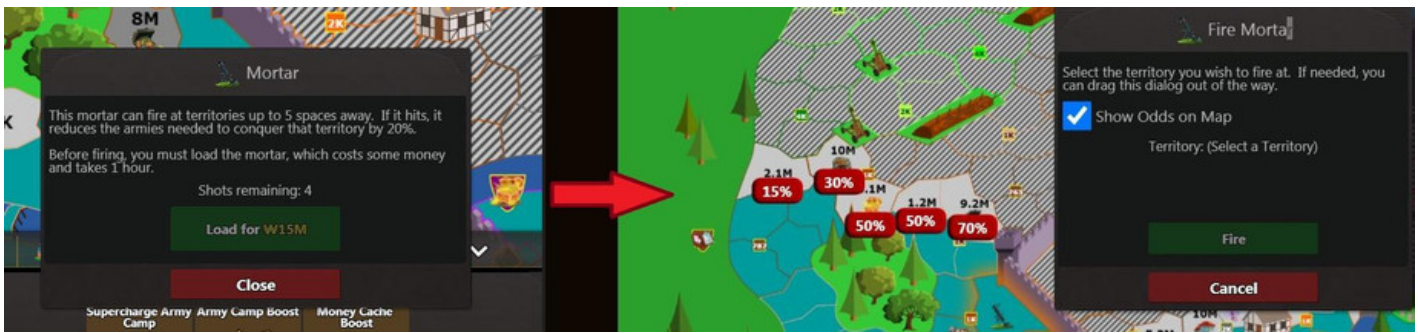 8M
2K
Mortar
This mortar can fire at territories up to 5 spaces away. If it hits, it
reduces the armies needed to conquer that territory by 20%.
Before firing, you must load the mortar, which costs some money
and takes 1 hour.
Shots remaining: 4
Load for ₩15M
Close
Supercharge Army
Camp
Army Camp Boost
Money Cache
Boost
K
10M
2.1M
15%
30%
.1M
50%
1.2M
50%
9.2M
70%
Fire Mortar
Select the territory you wish to fire at. If needed, you
can drag this dialog out of the way.
Show Odds on Map
Territory: (Select a Territory)
Fire
Cancel
10M